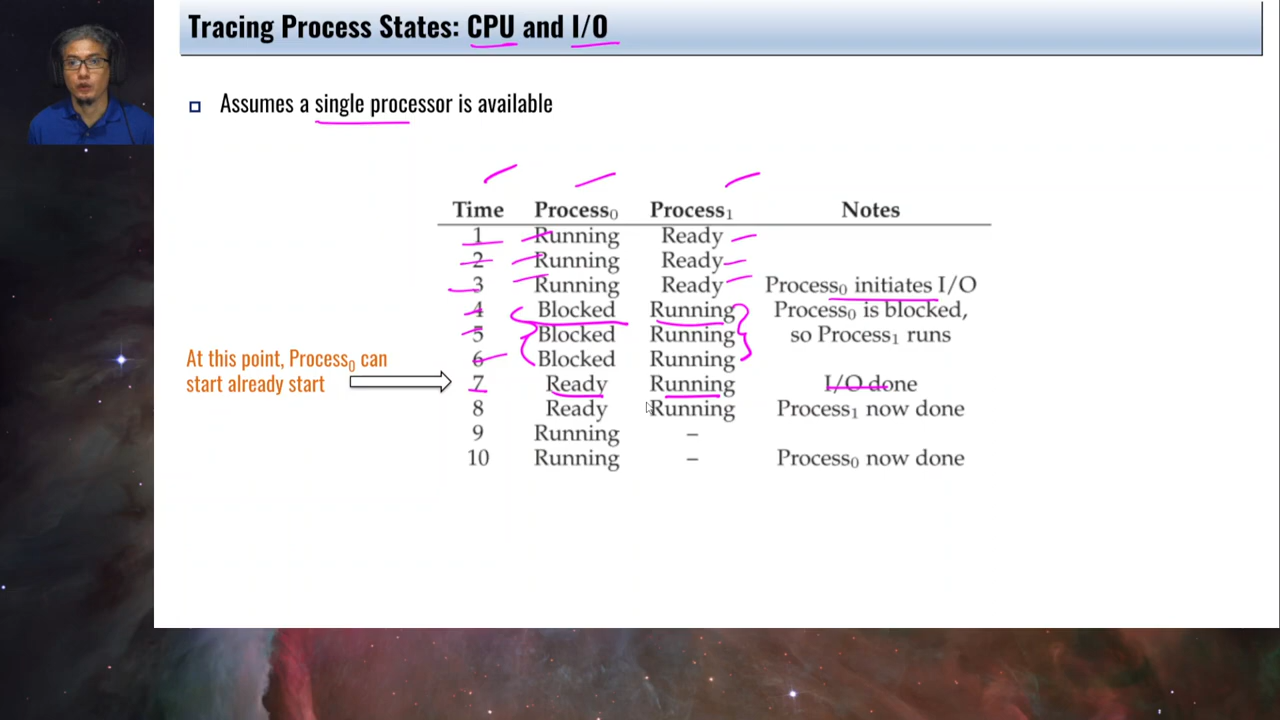 Tracing Process States: CPU and I/O
Assumes a single processor is available
Time Process₀ Process₁ Notes
1 Running Ready
2 Running Ready
3 Running Ready Process₀ initiates I/O
4 Blocked Running Process₀ is blocked,
5 Blocked Running so Process₁ runs
6 Blocked Running
At this point, Process₀ can
start already start
7 Ready Running I/O done
8 Ready Running Process₁ now done
9 Running –
10 Running – Process₀ now done